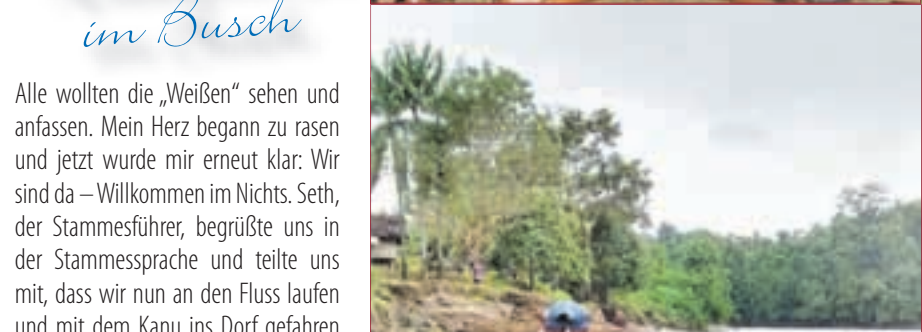 im Busch
Alle wollten die „Weißen“ sehen und
anfassen. Mein Herz begann zu rasen
und jetzt wurde mir erneut klar: Wir
sind da – Willkommen im Nichts. Seth,
der Stammesführer, begrüßte uns in
der Stammessprache und teilte uns
mit, dass wir nun an den Fluss laufen
und mit dem Kanu ins Dorf gefahren